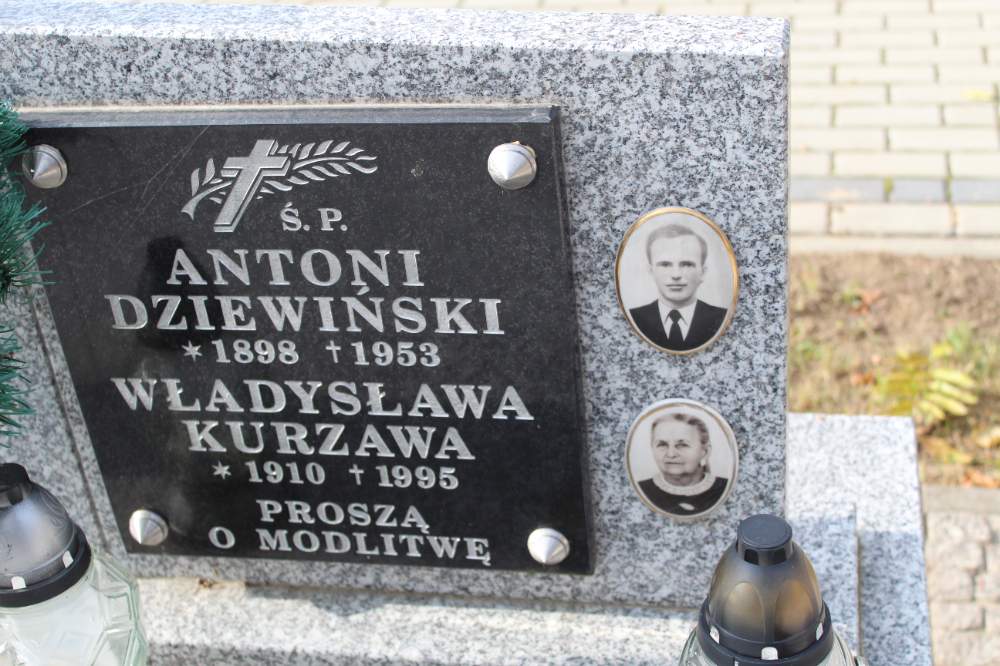 Ś. P.
ANTONI
DZIEWIŃSKI
* 1898 † 1953
WŁADYSŁAWA
KURZAWA
* 1910 † 1995
PROSZĄ
O MODLITWĘ